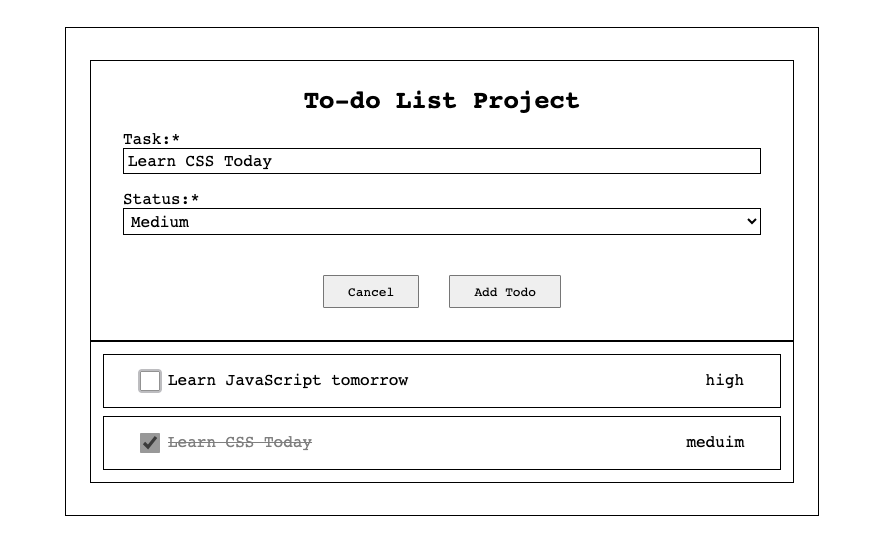 To-do List Project
Task:*
Learn CSS Today
Status:*
Medium
Cancel Add Todo
Learn JavaScript tomorrow high
Learn CSS Today meduim